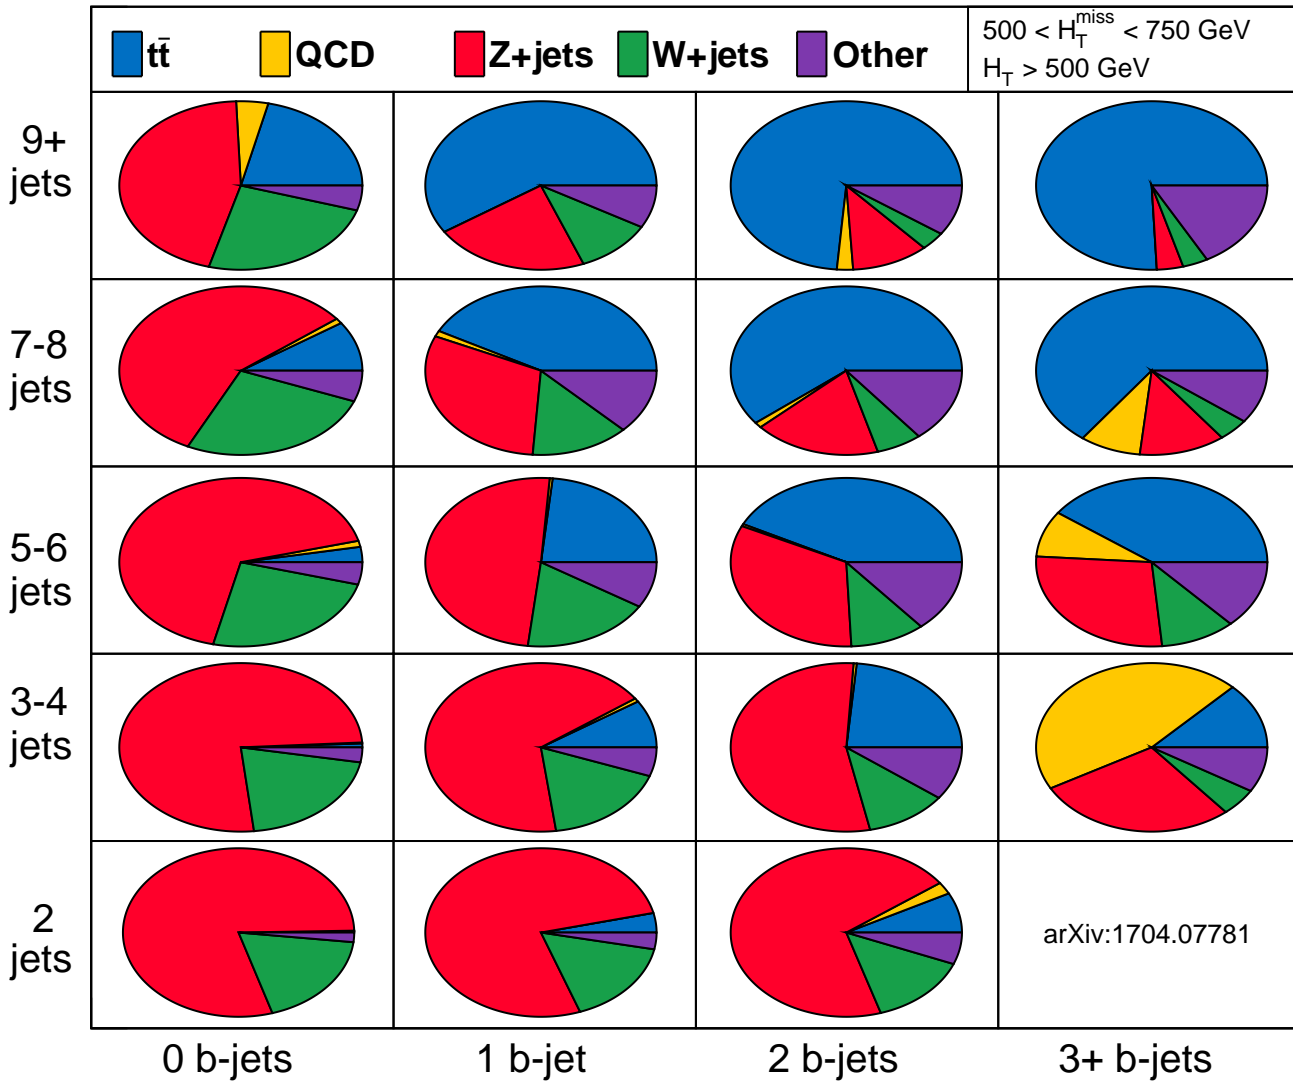 tt̄ QCD Z+jets W+jets Other
500 < H_T^miss < 750 GeV
H_T > 500 GeV
9+
jets
7-8
jets
5-6
jets
3-4
jets
2
jets
arXiv:1704.07781
0 b-jets 1 b-jet 2 b-jets 3+ b-jets